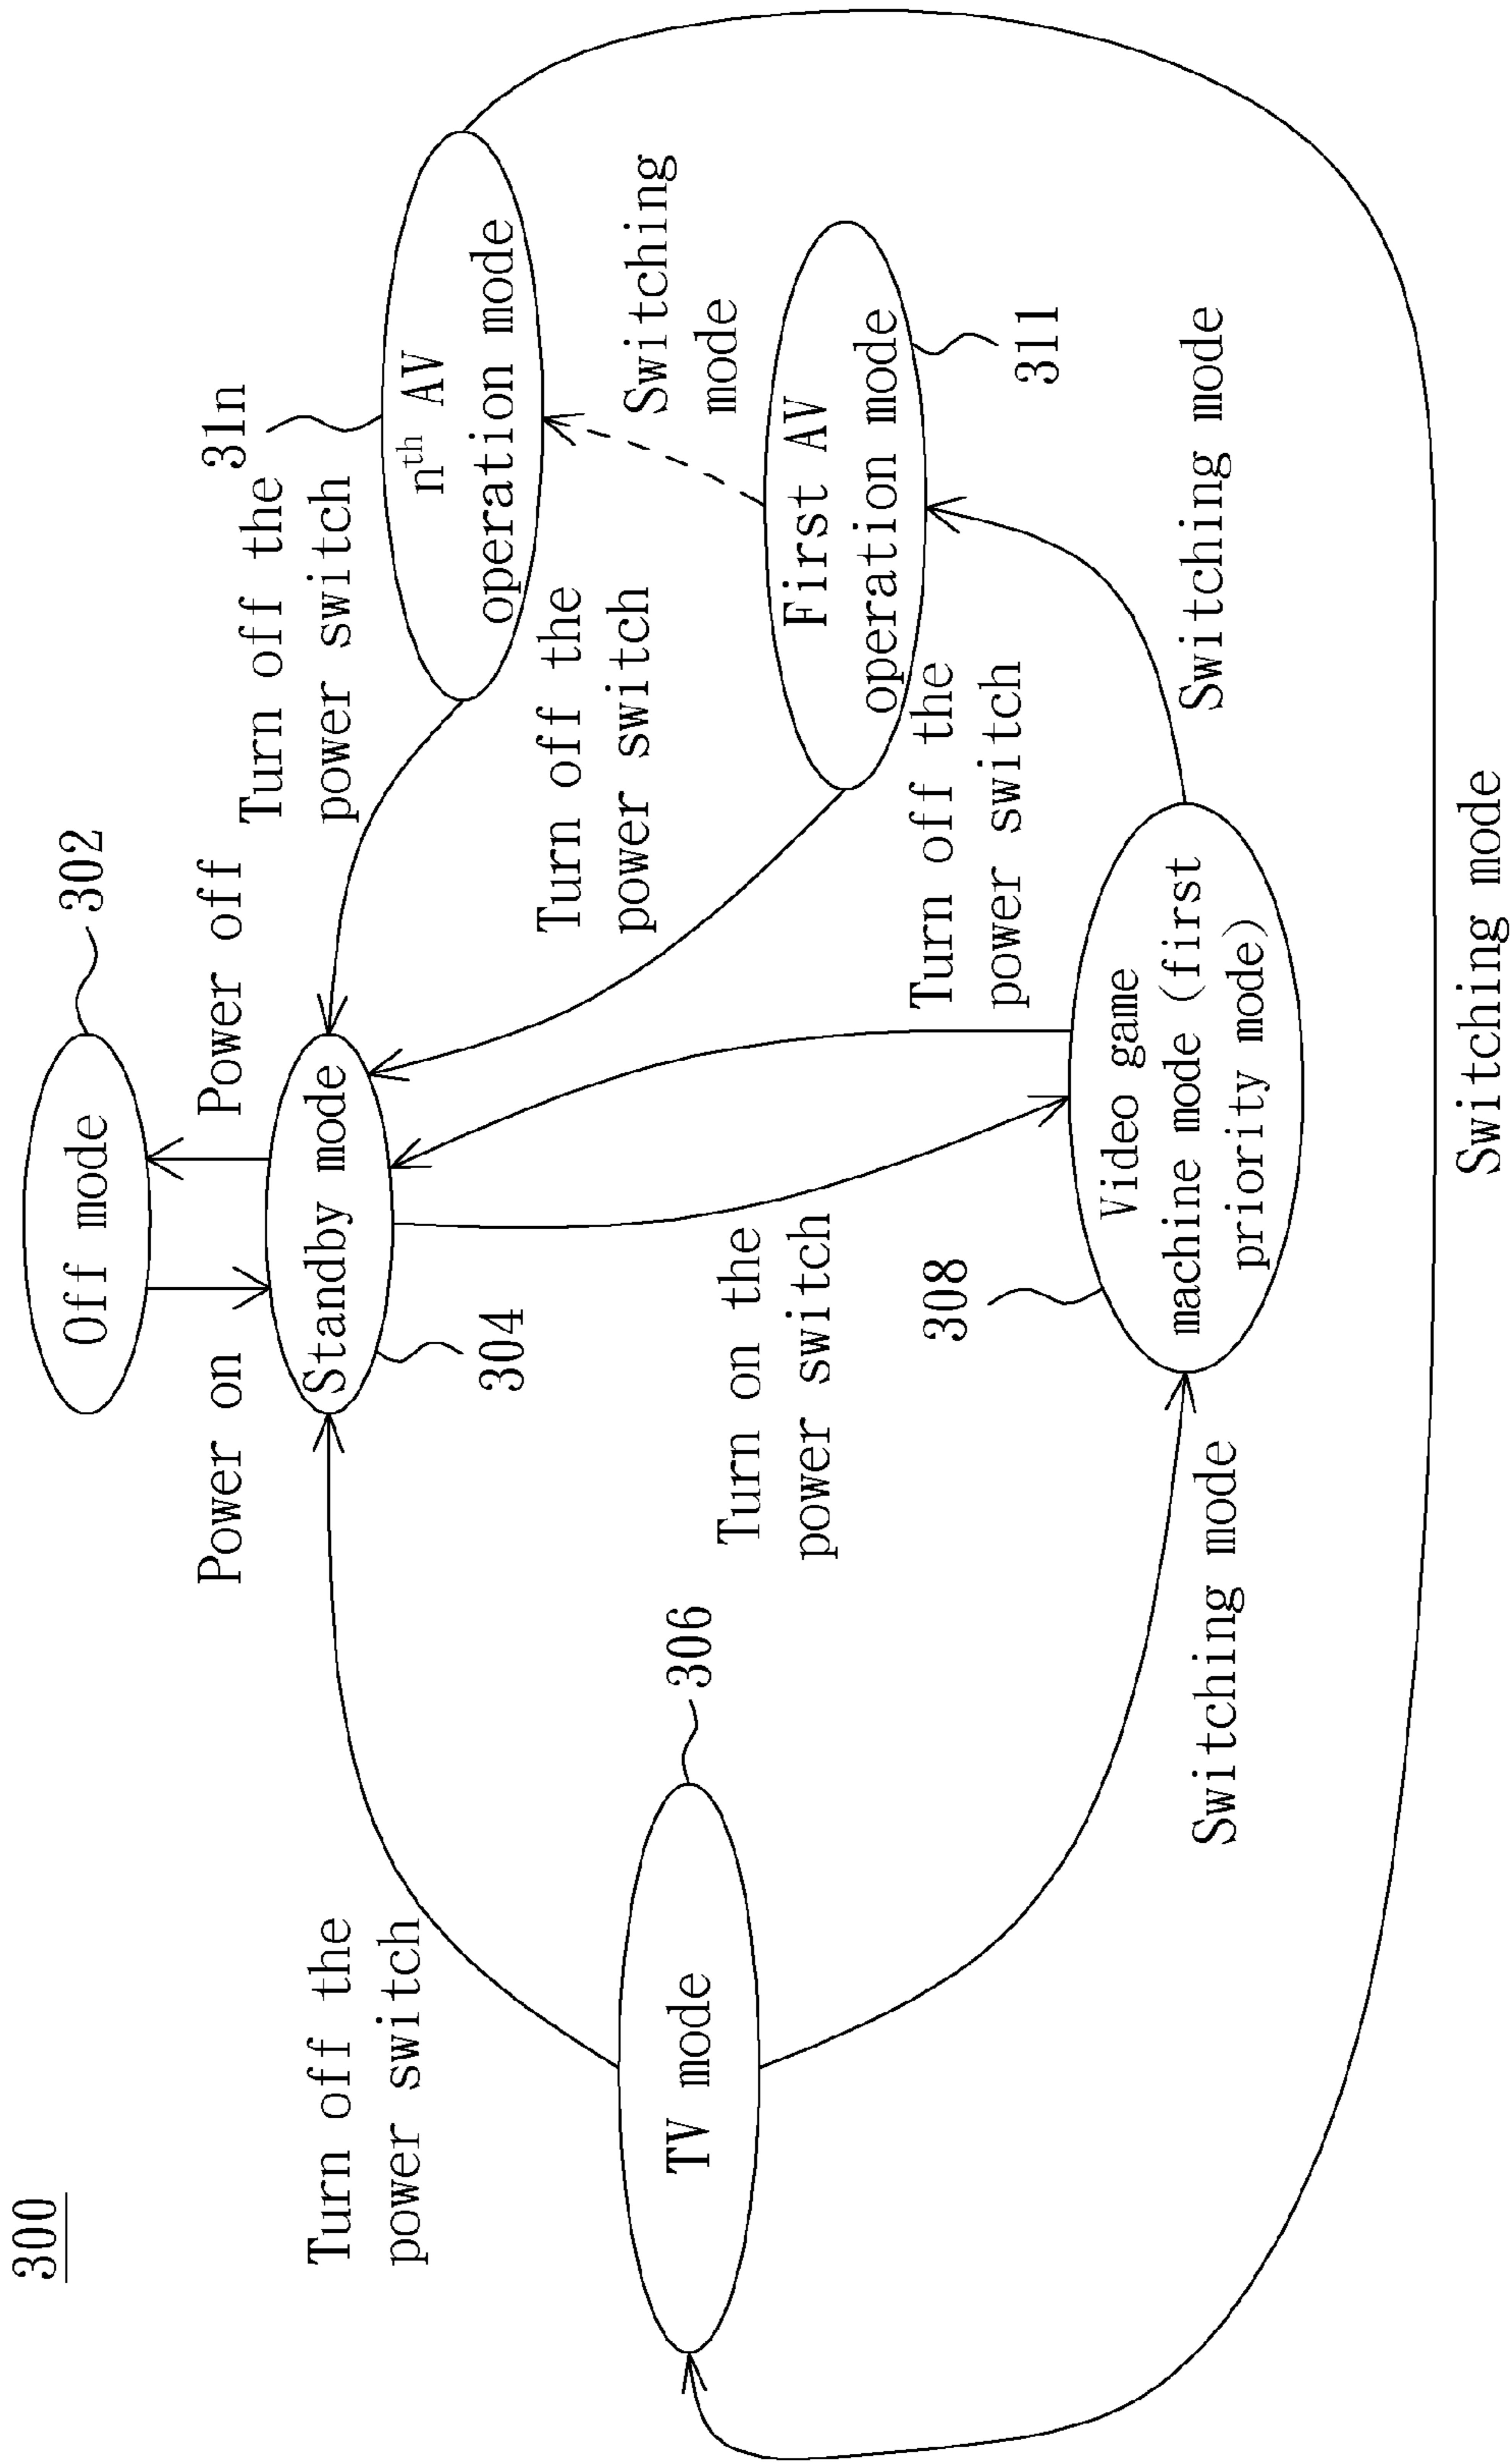 300
Off mode
302
Power on
Power off
Standby mode
304
Turn off the
power switch
Turn off the
power switch
31n
nth AV
operation mode
Turn off the
power switch
Switching
mode
TV mode
306
Turn on the
power switch
Turn off the
power switch
First AV
operation mode
311
308
Video game
machine mode (first
priority mode)
Switching mode
Switching mode
Switching mode